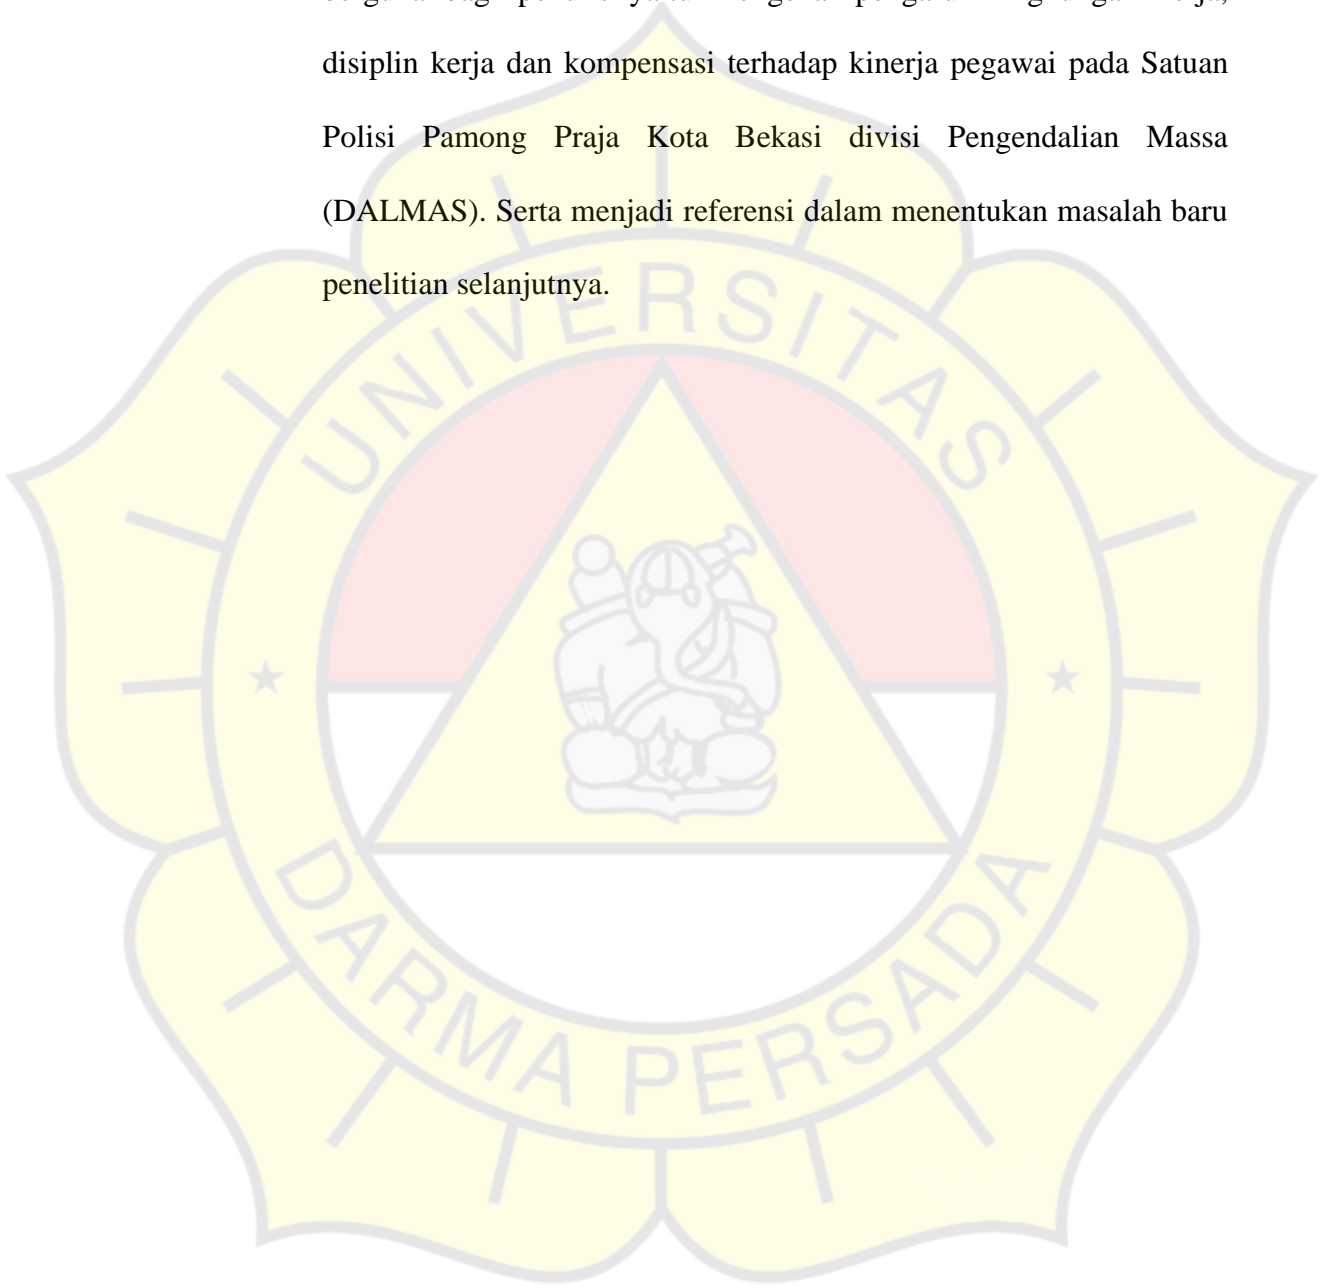 disiplin kerja dan kompensasi terhadap kinerja pegawai pada Satuan
Polisi Pamong Praja Kota Bekasi divisi Pengendalian Massa
(DALMAS). Serta menjadi referensi dalam menentukan masalah baru
penelitian selanjutnya.
UNIVERSITAS
DARMA PERSADA